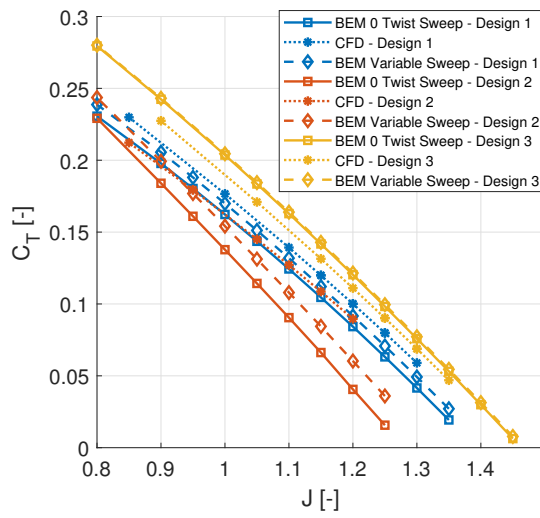 BEM 0 Twist Sweep - Design 1
CFD - Design 1
BEM Variable Sweep - Design 1
BEM 0 Twist Sweep - Design 2
CFD - Design 2
BEM Variable Sweep - Design 2
BEM 0 Twist Sweep - Design 3
CFD - Design 3
BEM Variable Sweep - Design 3
0.3
0.25
0.2
0.15
0.1
0.05
0
C_T [-]
0.8 0.9 1 1.1 1.2 1.3 1.4
J [-]